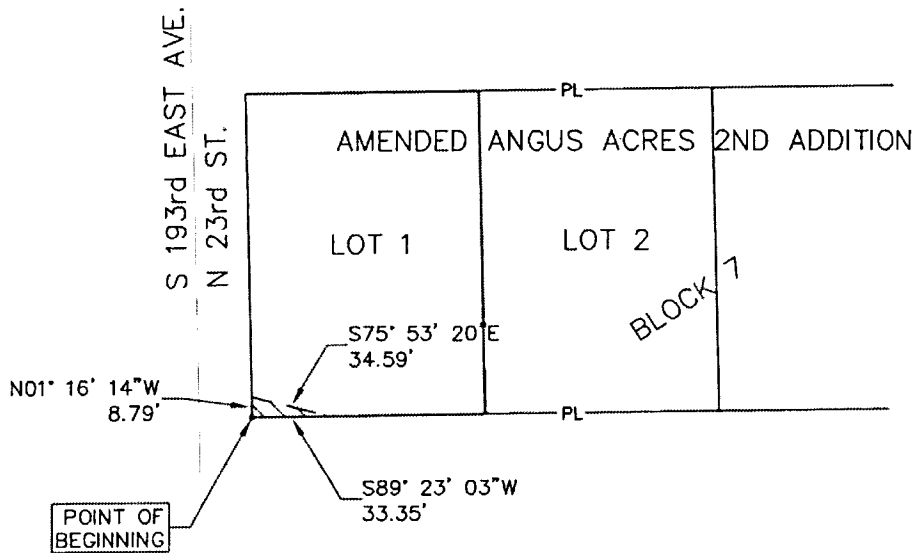 S 193rd EAST AVE.
N 23rd ST.
PL
AMENDED ANGUS ACRES 2ND ADDITION
LOT 1
LOT 2
BLOCK 7
S75° 53' 20"E
34.59'
N01° 16' 14"W
8.79'
PL
S89° 23' 03"W
33.35'
POINT OF
BEGINNING